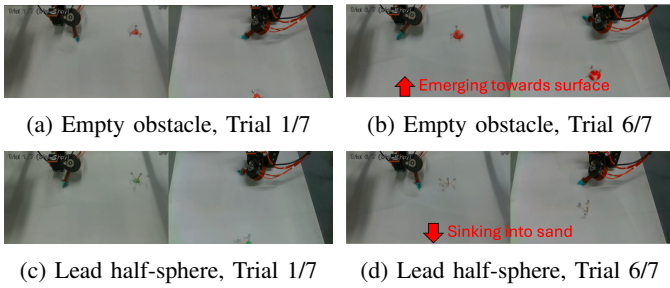 Emerging towards surface
(a) Empty obstacle, Trial 1/7
(b) Empty obstacle, Trial 6/7
Sinking into sand
(c) Lead half-sphere, Trial 1/7
(d) Lead half-sphere, Trial 6/7